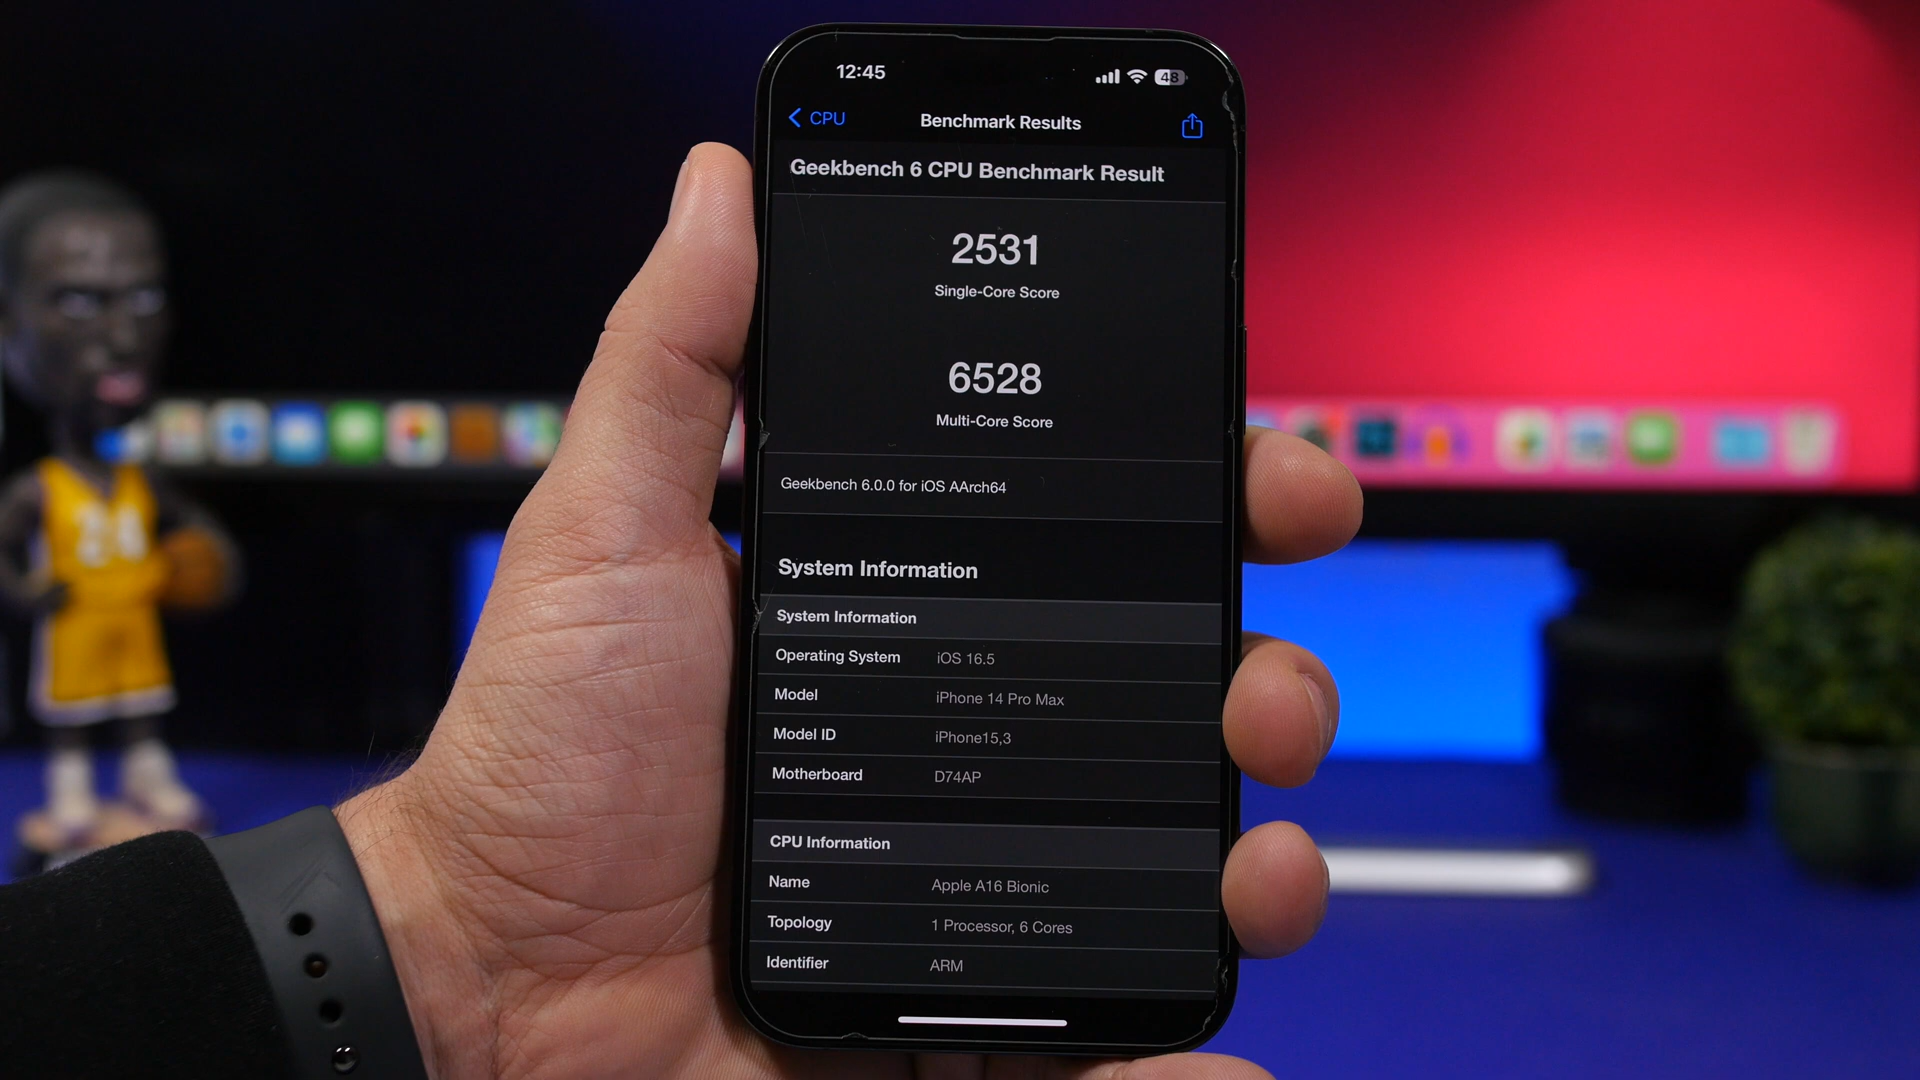 12:45
48
CPU
Benchmark Results
Geekbench 6 CPU Benchmark Result
2531
Single-Core Score
6528
Multi-Core Score
Geekbench 6.0.0 for iOS AArch64
System Information
System Information
Operating System iOS 16.5
Model iPhone 14 Pro Max
Model ID iPhone15,3
Motherboard D74AP
CPU Information
Name Apple A16 Bionic
Topology 1 Processor, 6 Cores
Identifier ARM
24